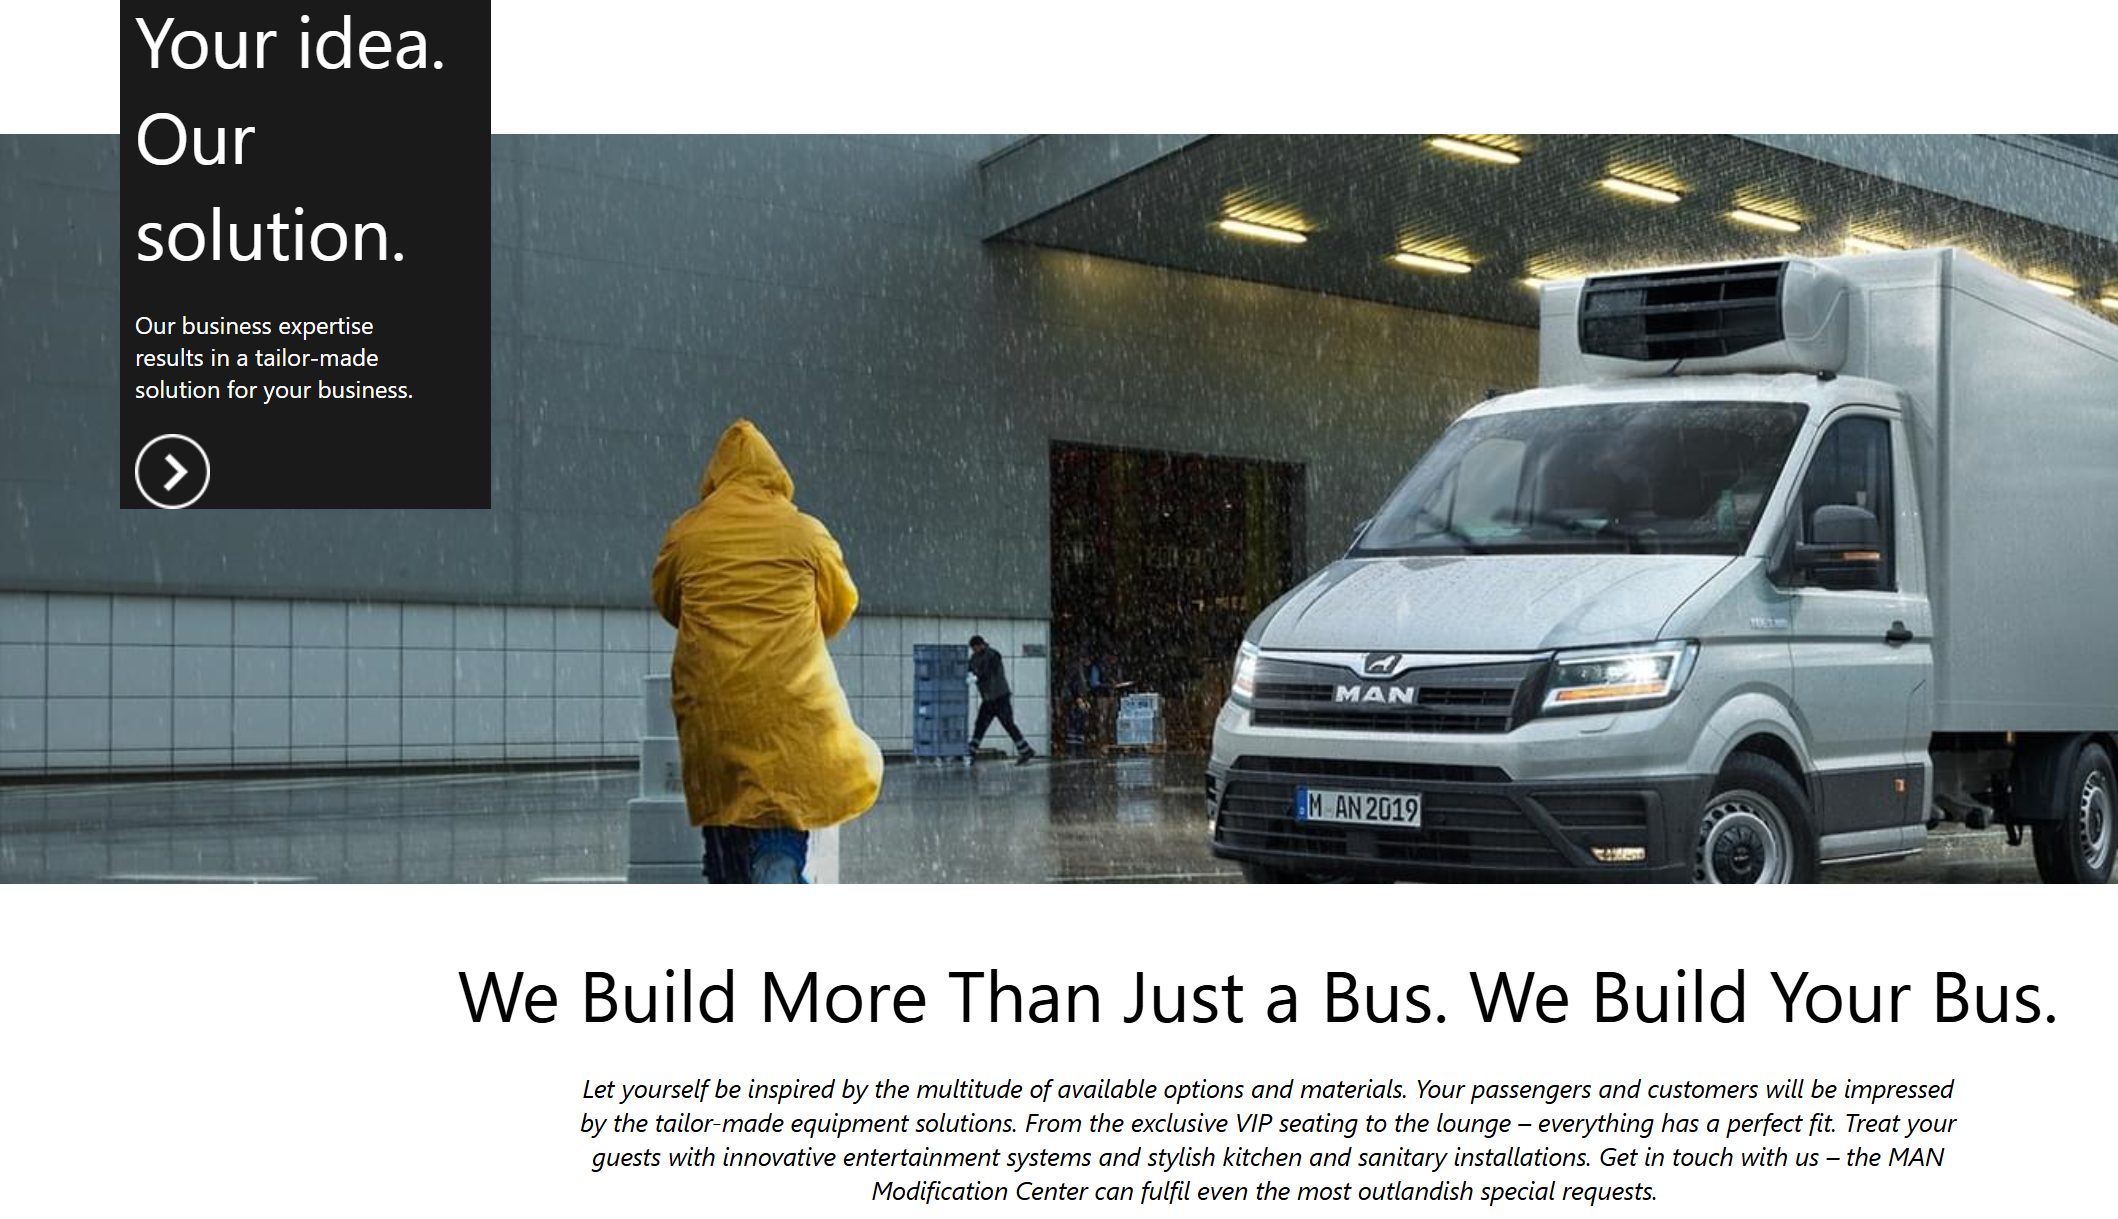 Your idea.
Our
solution.
Our business expertise
results in a tailor-made
solution for your business.
MAN
M AN 2019
We Build More Than Just a Bus. We Build Your Bus.
Let yourself be inspired by the multitude of available options and materials. Your passengers and customers will be impressed
by the tailor-made equipment solutions. From the exclusive VIP seating to the lounge – everything has a perfect fit. Treat your
guests with innovative entertainment systems and stylish kitchen and sanitary installations. Get in touch with us – the MAN
Modification Center can fulfil even the most outlandish special requests.